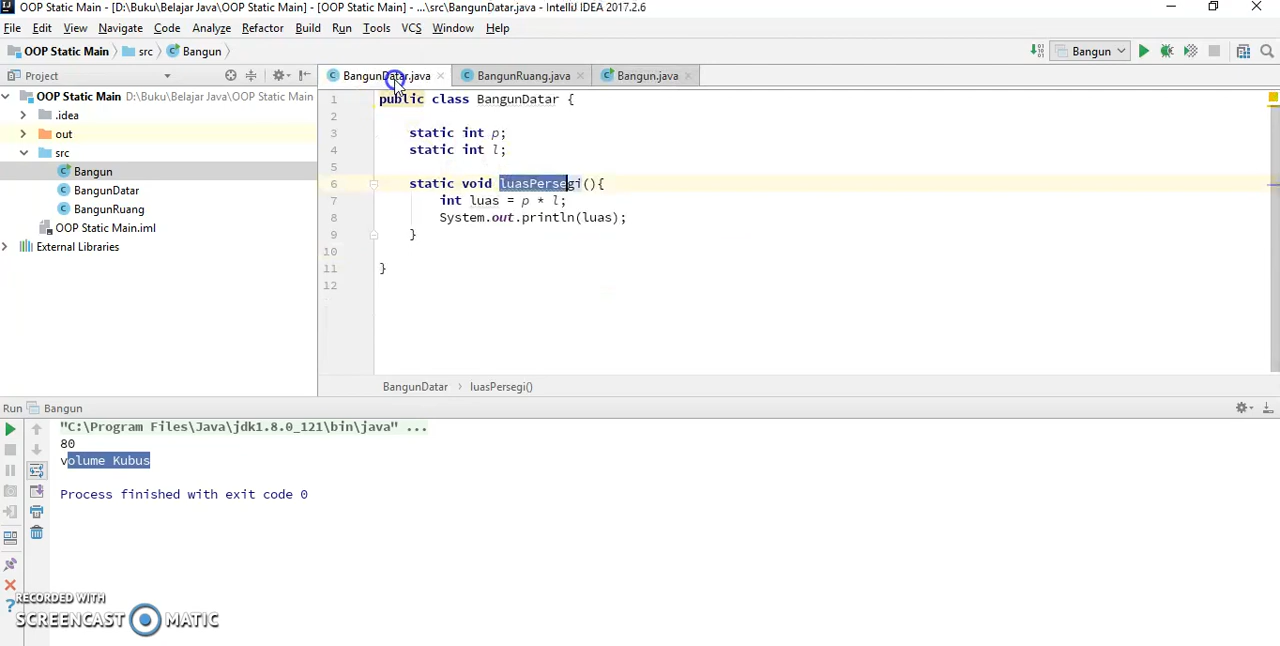 OOP Static Main - [D:\Buku\Belajar Java\OOP Static Main] - [OOP Static Main] - ...\src\BangunDatar.java - IntelliJ IDEA 2017.2.6
File Edit View Navigate Code Analyze Refactor Build Run Tools VCS Window Help
OOP Static Main src Bangun
Bangun
Project
BangunDatar.java BangunRuang.java Bangun.java
OOP Static Main D:\Buku\Belajar Java\OOP Static Main
.idea
out
src
Bangun
BangunDatar
BangunRuang
OOP Static Main.iml
External Libraries
1 public class BangunDatar {
2
3 static int p;
4 static int l;
5
6 static void luasPersegi(){
7 int luas = p * l;
8 System.out.println(luas);
9 }
10
11 }
12
BangunDatar luasPersegi()
Run Bangun
"C:\Program Files\Java\jdk1.8.0_121\bin\java" ...
80
volume Kubus
Process finished with exit code 0
RECORDED WITH
SCREENCAST MATIC